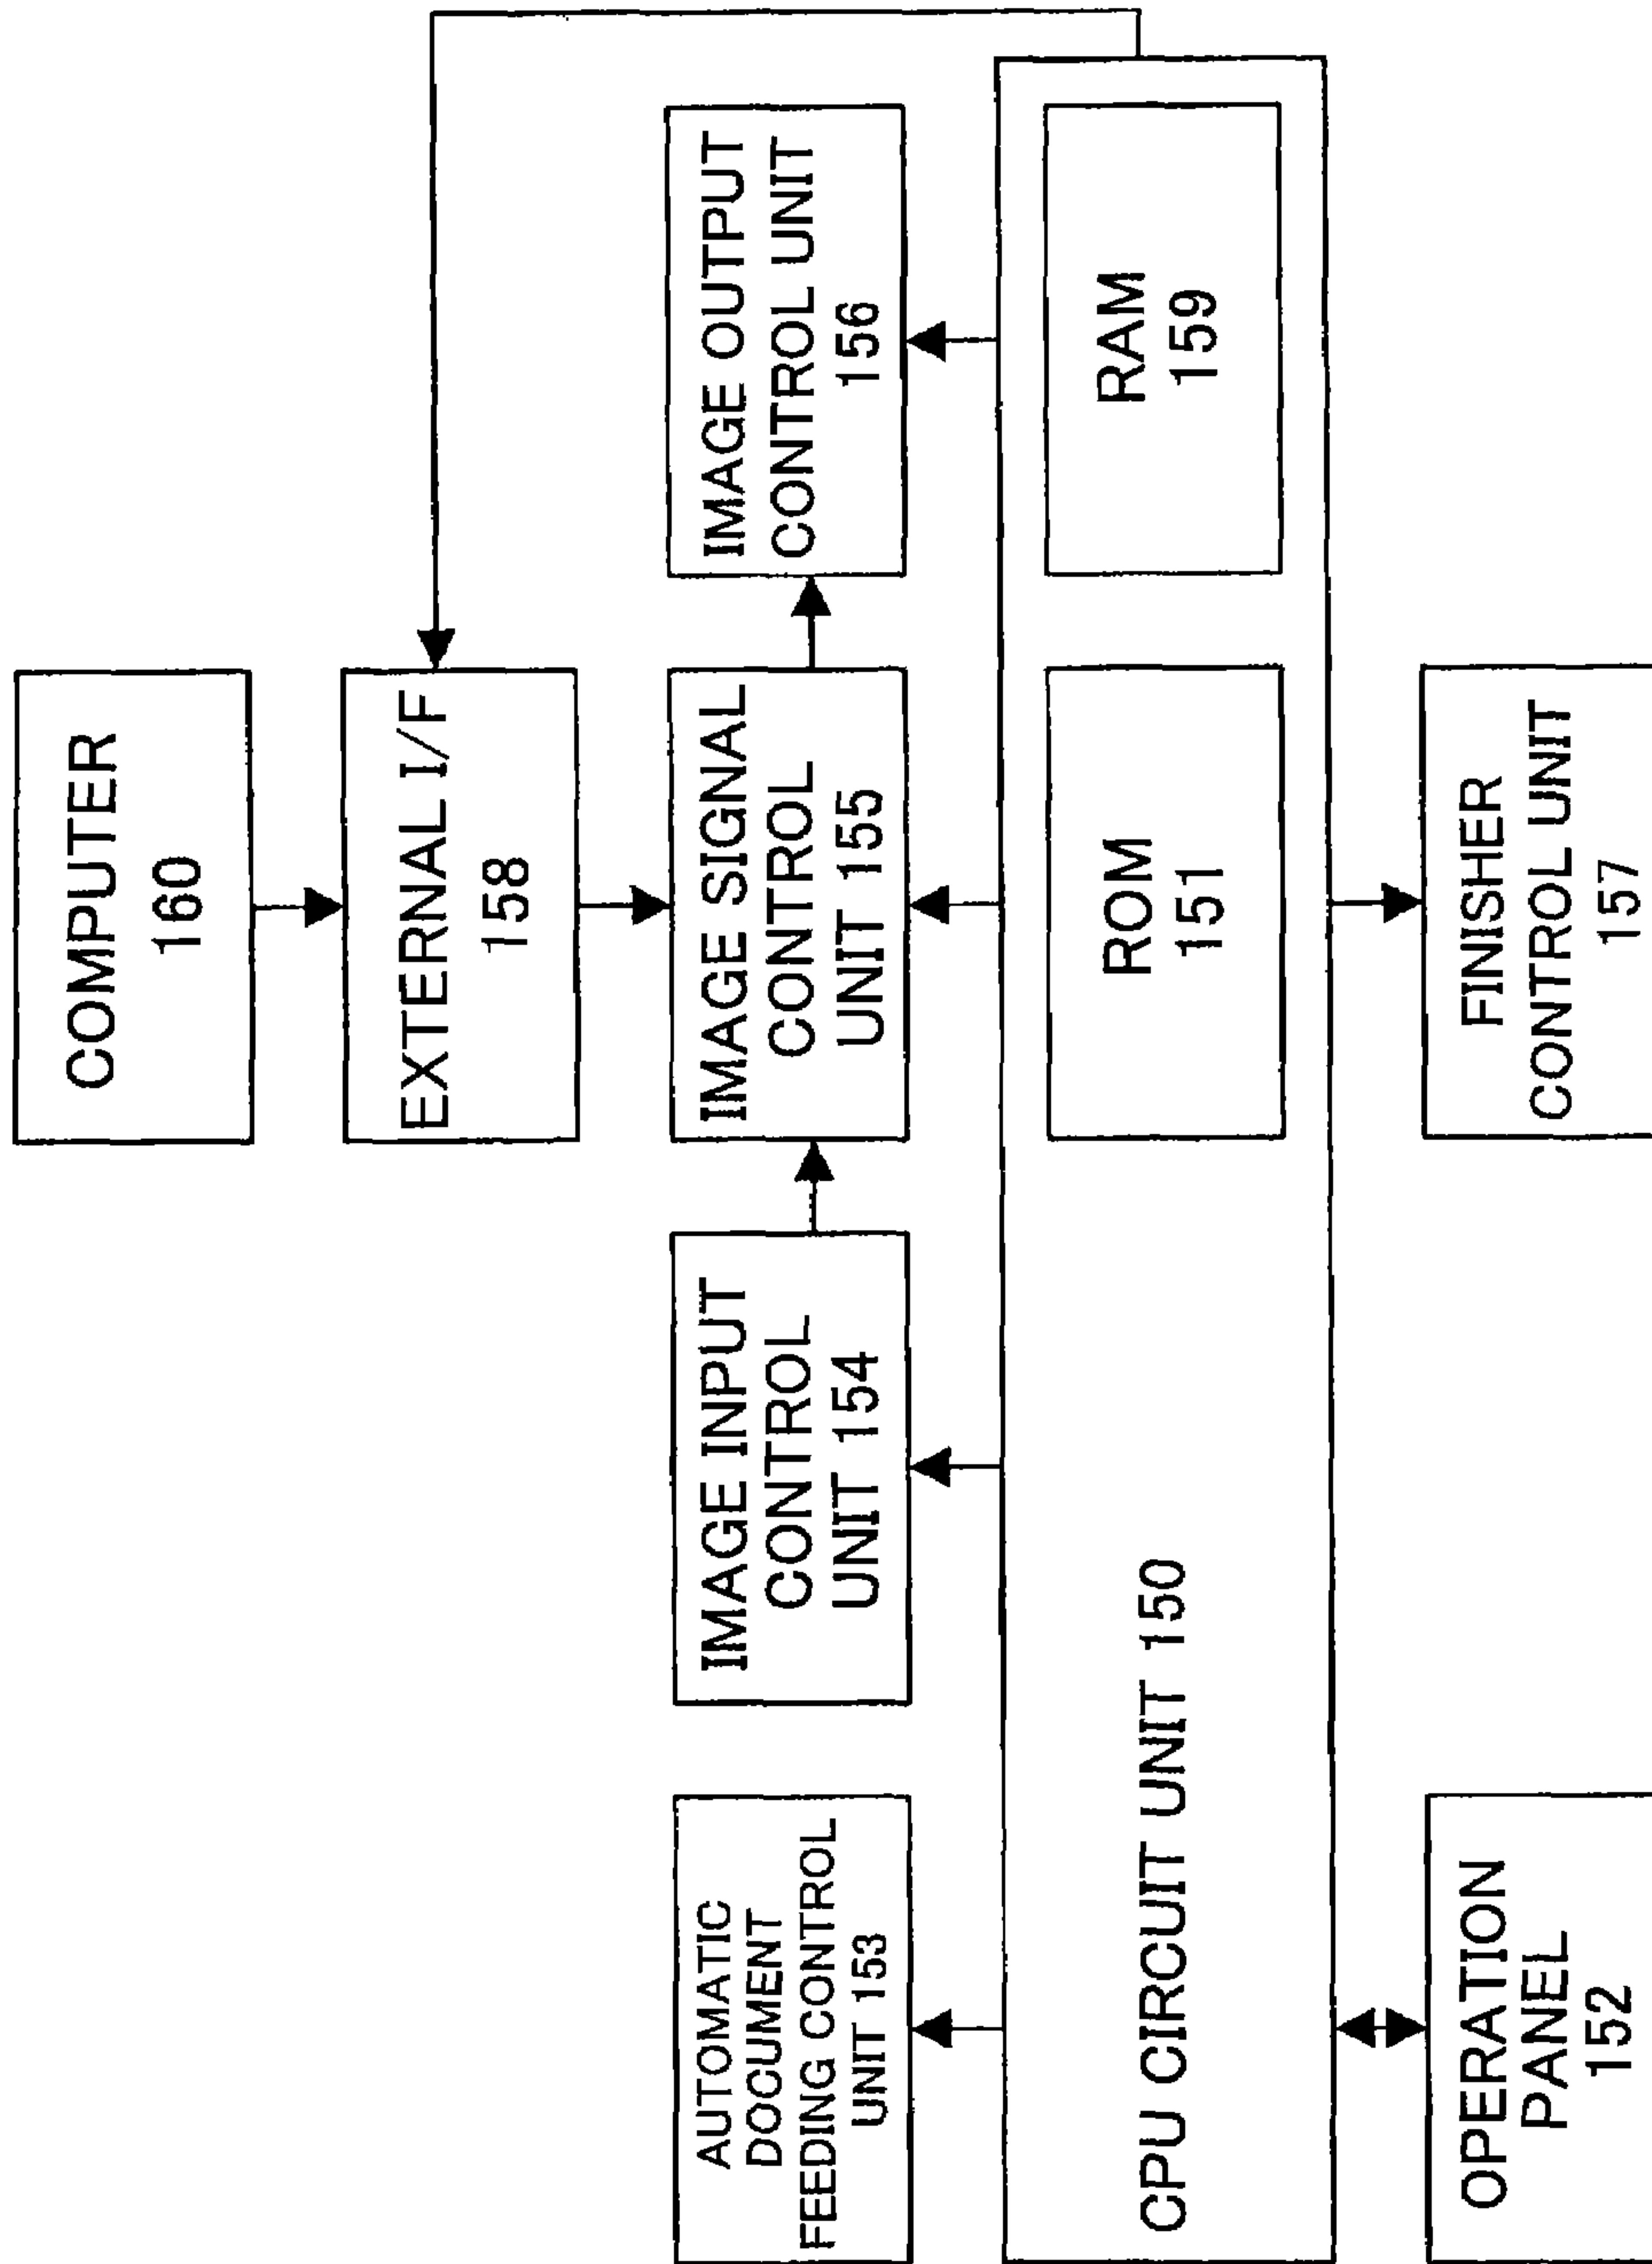 COMPUTER
160
EXTERNAL I/F
158
AUTOMATIC
DOCUMENT
FEEDING CONTROL
UNIT 153
IMAGE INPUT
CONTROL
UNIT 154
IMAGE SIGNAL
CONTROL
UNIT 155
IMAGE OUTPUT
CONTROL UNIT
156
CPU CIRCUIT UNIT 150
ROM
151
RAM
159
OPERATION
PANEL
152
FINISHER
CONTROL UNIT
157